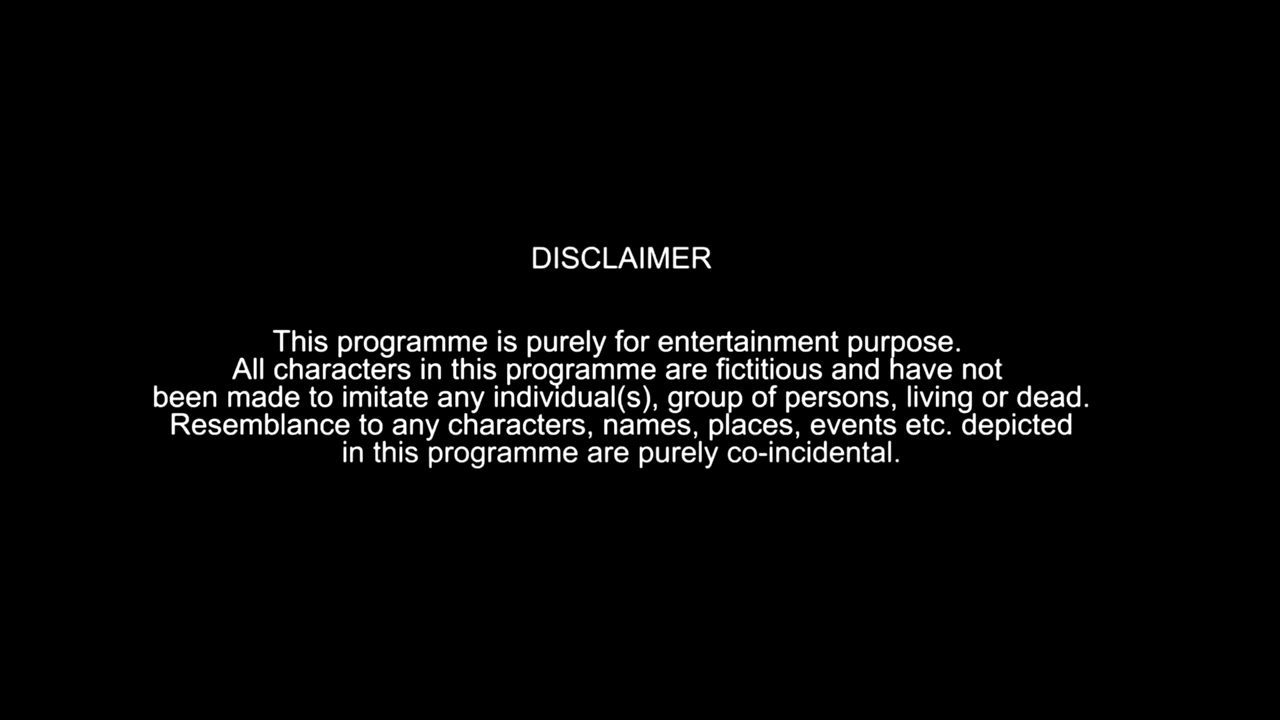 DISCLAIMER
This programme is purely for entertainment purpose.
All characters in this programme are fictitious and have not
been made to imitate any individual(s), group of persons, living or dead.
Resemblance to any characters, names, places, events etc. depicted
in this programme are purely co-incidental.